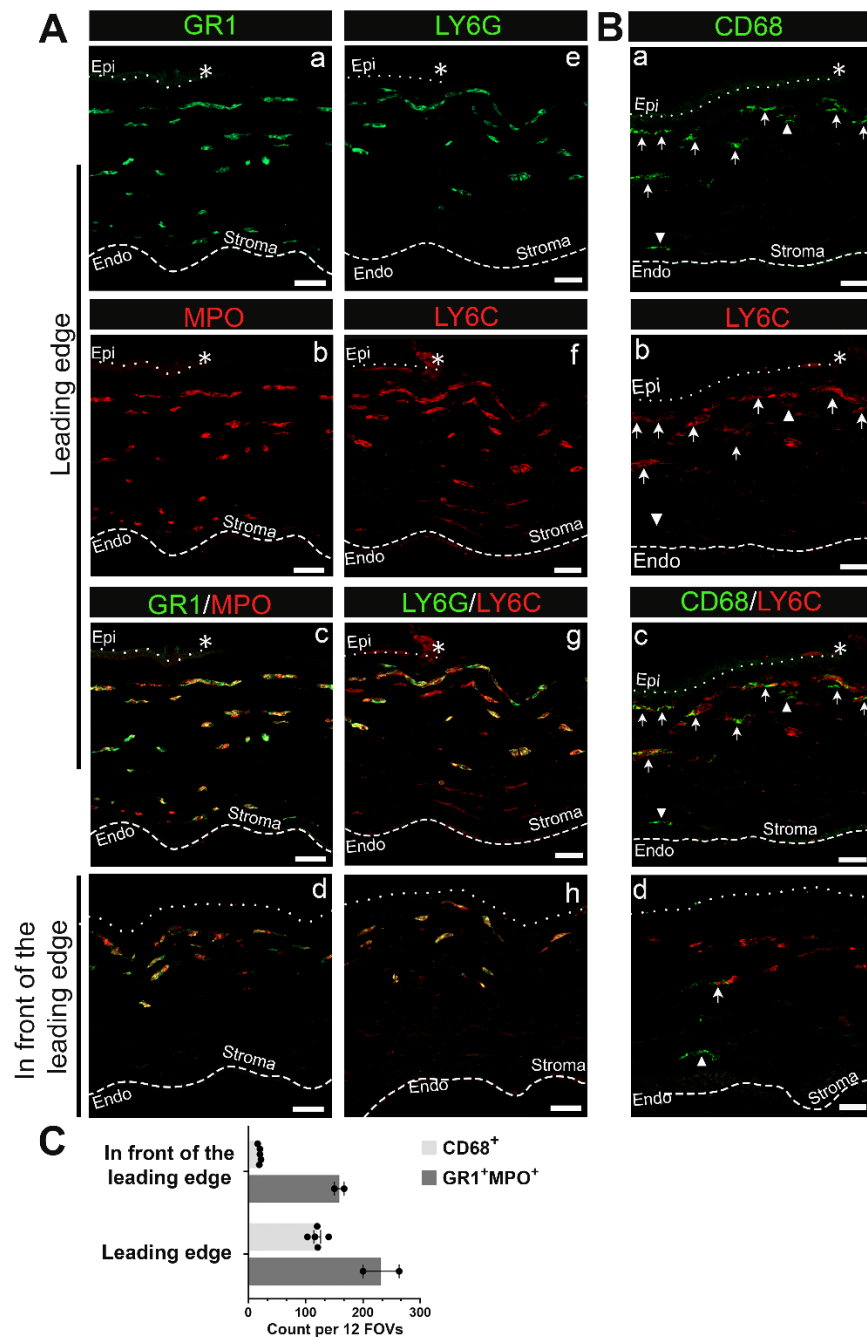 A
GR1
LY6G
B
CD68
Epi
*
a
Epi
*
e
a
*
Epi
Stroma
Endo
Stroma
Endo
Stroma
Endo
Leading edge
MPO
LY6C
LY6C
Epi
*
b
Epi
*
f
b
*
Epi
Stroma
Endo
Stroma
Endo
Endo
GR1/MPO
LY6G/LY6C
CD68/LY6C
Epi
*
c
Epi
*
g
c
*
Epi
Stroma
Endo
Stroma
Endo
Stroma
Endo
In front of the
leading edge
d
h
d
Stroma
Endo
Stroma
Endo
Stroma
Endo
C
In front of the
leading edge
Leading edge
CD68+
GR1+MPO+
0 100 200 300
Count per 12 FOVs